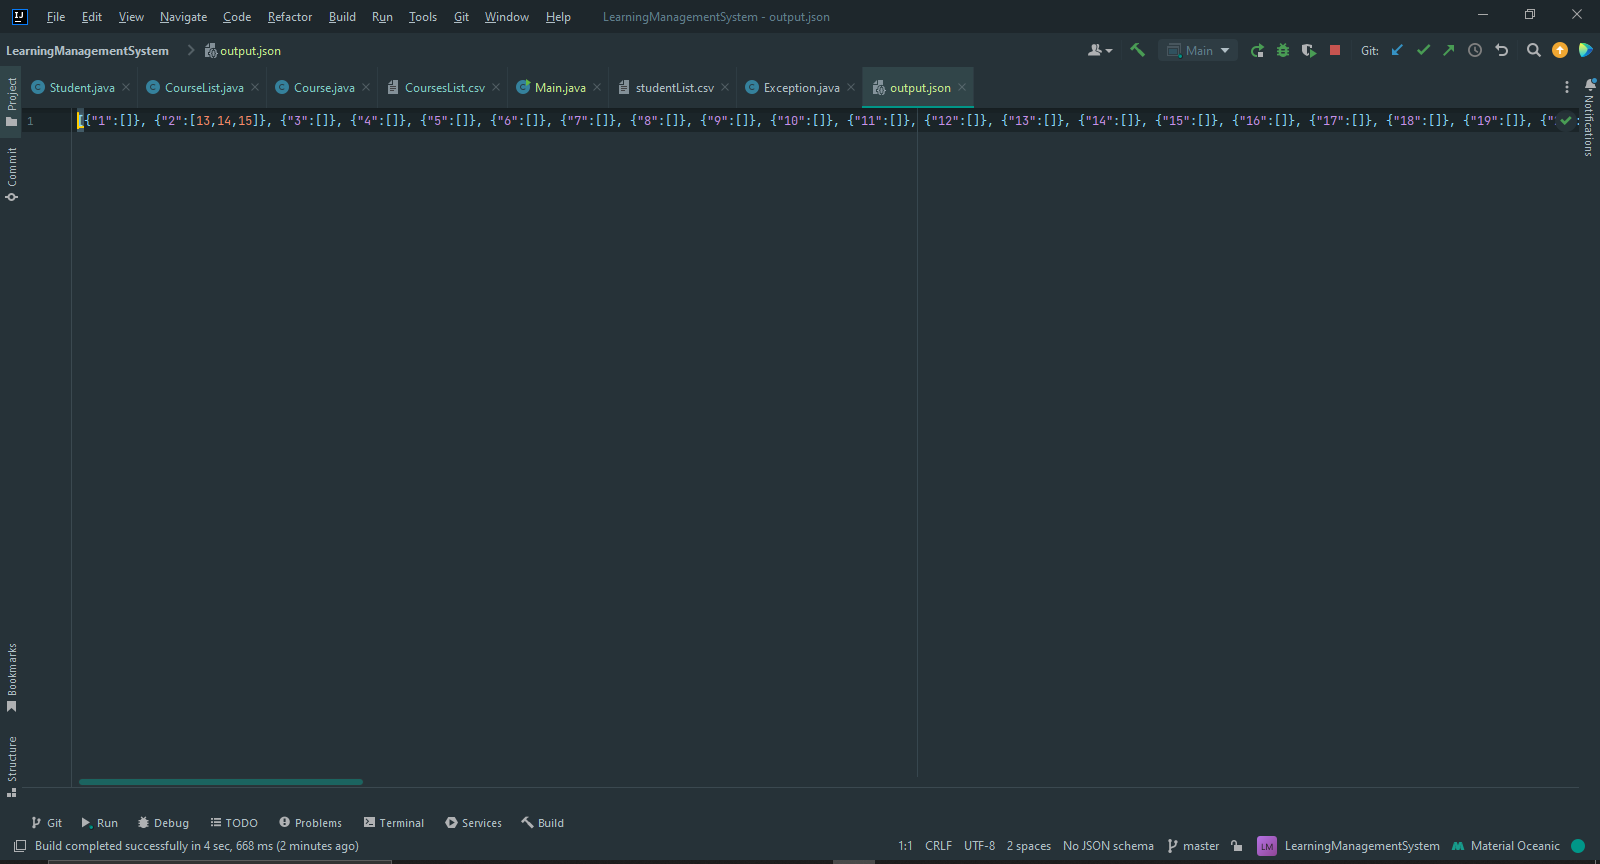 File Edit View Navigate Code Refactor Build Run Tools Git Window Help LearningManagementSystem - output.json
LearningManagementSystem output.json Main Git:
Student.java CourseList.java Course.java CoursesList.csv Main.java studentList.csv Exception.java output.json
1 [{"1":[]}, {"2":[13,14,15]}, {"3":[]}, {"4":[]}, {"5":[]}, {"6":[]}, {"7":[]}, {"8":[]}, {"9":[]}, {"10":[]}, {"11":[]}, {"12":[]}, {"13":[]}, {"14":[]}, {"15":[]}, {"16":[]}, {"17":[]}, {"18":[]}, {"19":[]}, {"
Project
Commit
Bookmarks
Structure
Notifications
Git Run Debug TODO Problems Terminal Services Build
Build completed successfully in 4 sec, 668 ms (2 minutes ago) 1:1 CRLF UTF-8 2 spaces No JSON schema master LM LearningManagementSystem Material Oceanic